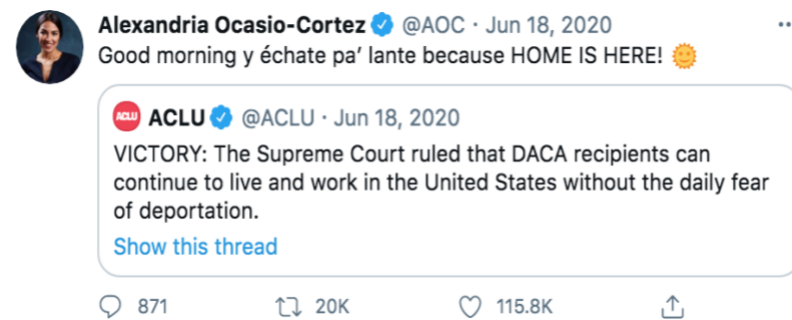 Alexandria Ocasio-Cortez @AOC · Jun 18, 2020
Good morning y échate pa’ lante because HOME IS HERE!
ACLU ACLU @ACLU · Jun 18, 2020
VICTORY: The Supreme Court ruled that DACA recipients can
continue to live and work in the United States without the daily fear
of deportation.
Show this thread
871 20K 115.8K